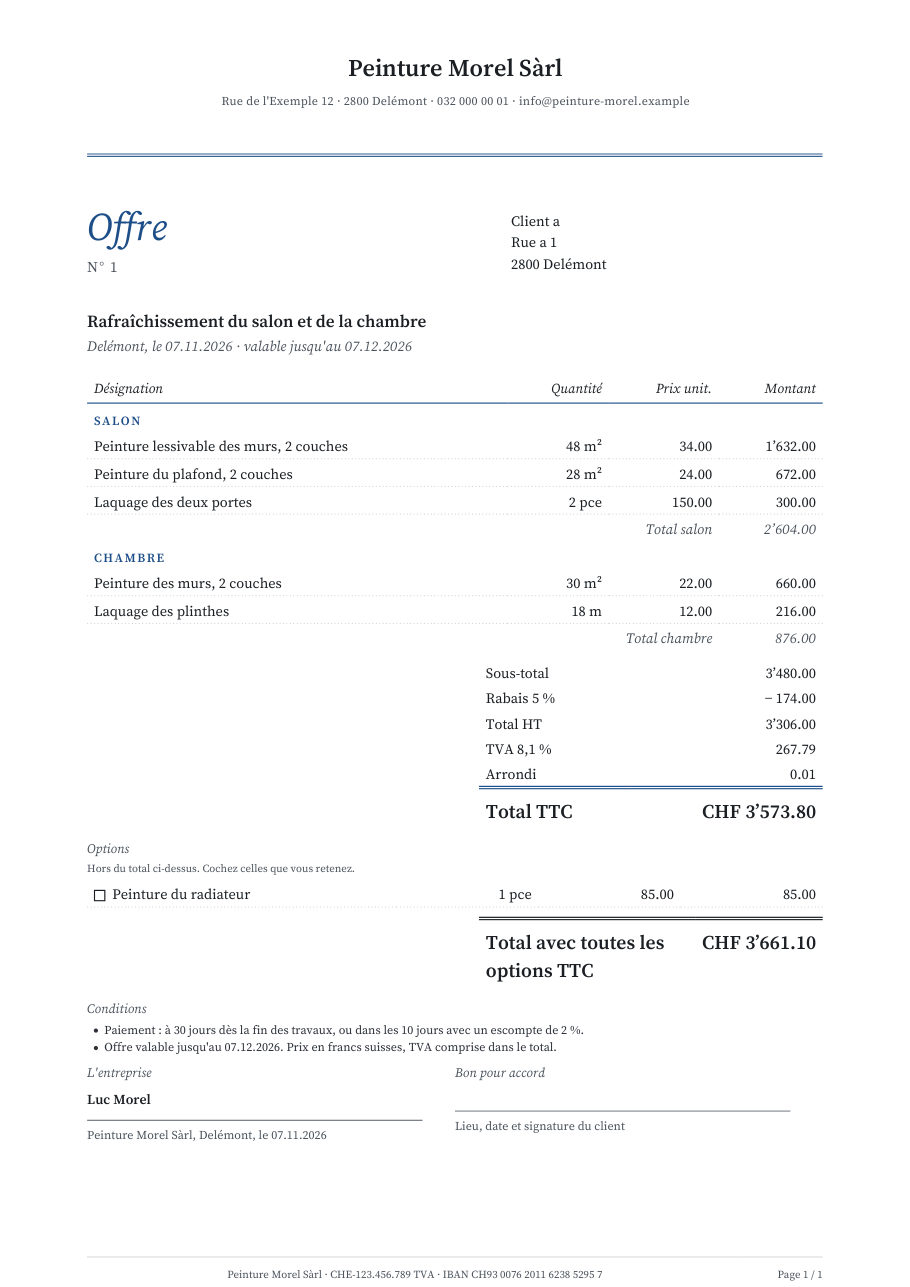 Peinture Morel Sàrl
Rue de l'Exemple 12 · 2800 Delémont · 032 000 00 01 · info@peinture-morel.example
Offre
N° 1
Client a
Rue a 1
2800 Delémont
Rafraîchissement du salon et de la chambre
Delémont, le 07.11.2026 · valable jusqu'au 07.12.2026
Désignation Quantité Prix unit. Montant
SALON
Peinture lessivable des murs, 2 couches 48 m² 34.00 1’632.00
Peinture du plafond, 2 couches 28 m² 24.00 672.00
Laquage des deux portes 2 pce 150.00 300.00
Total salon 2’604.00
CHAMBRE
Peinture des murs, 2 couches 30 m² 22.00 660.00
Laquage des plinthes 18 m 12.00 216.00
Total chambre 876.00
Sous-total 3’480.00
Rabais 5 % − 174.00
Total HT 3’306.00
TVA 8,1 % 267.79
Arrondi 0.01
Total TTC CHF 3’573.80
Options
Hors du total ci-dessus. Cochez celles que vous retenez.
☐ Peinture du radiateur 1 pce 85.00 85.00
Total avec toutes les CHF 3’661.10
options TTC
Conditions
• Paiement : à 30 jours dès la fin des travaux, ou dans les 10 jours avec un escompte de 2 %.
• Offre valable jusqu'au 07.12.2026. Prix en francs suisses, TVA comprise dans le total.
L'entreprise
Luc Morel
Peinture Morel Sàrl, Delémont, le 07.11.2026
Bon pour accord
Lieu, date et signature du client
Peinture Morel Sàrl · CHE-123.456.789 TVA · IBAN CH93 0076 2011 6238 5295 7
Page 1 / 1